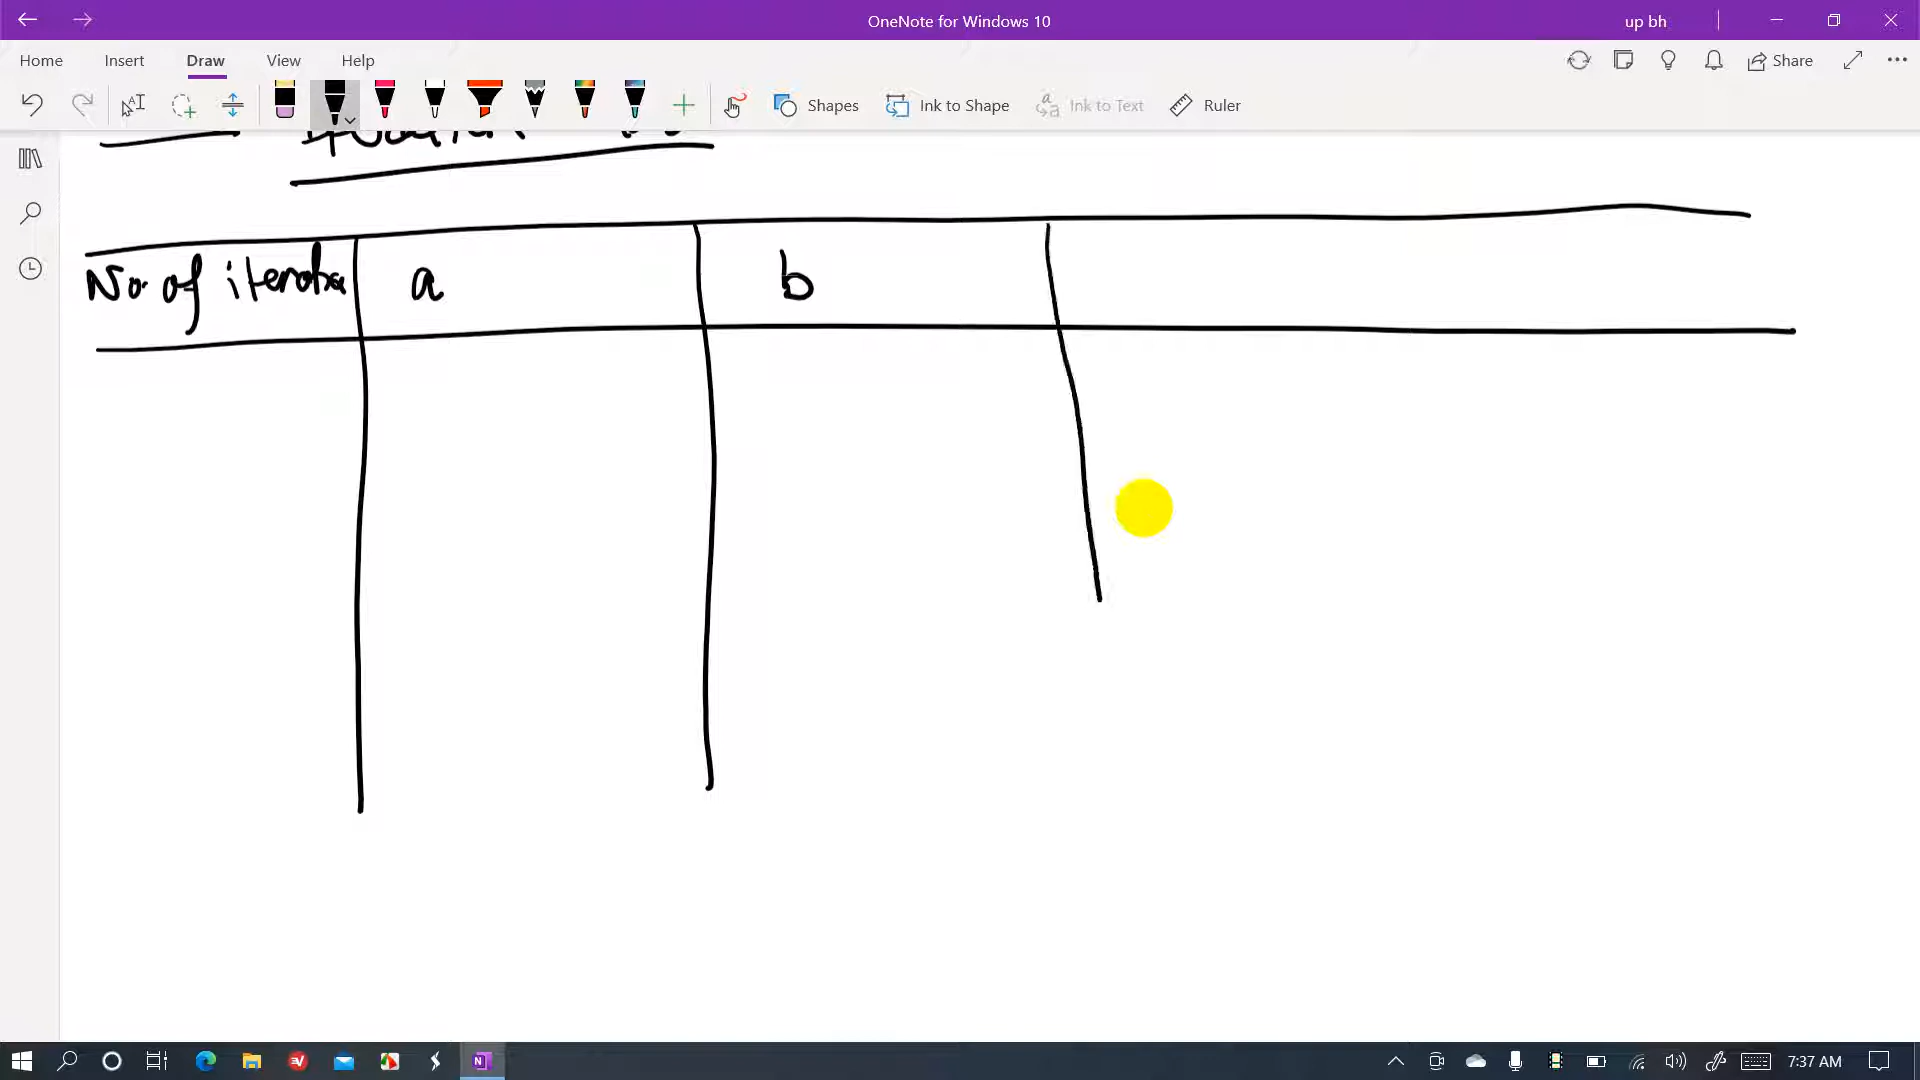 OneNote for Windows 10
up bh
Home Insert Draw View Help
Share
Shapes Ink to Shape Ink to Text Ruler
No. of a b
7:37 AM